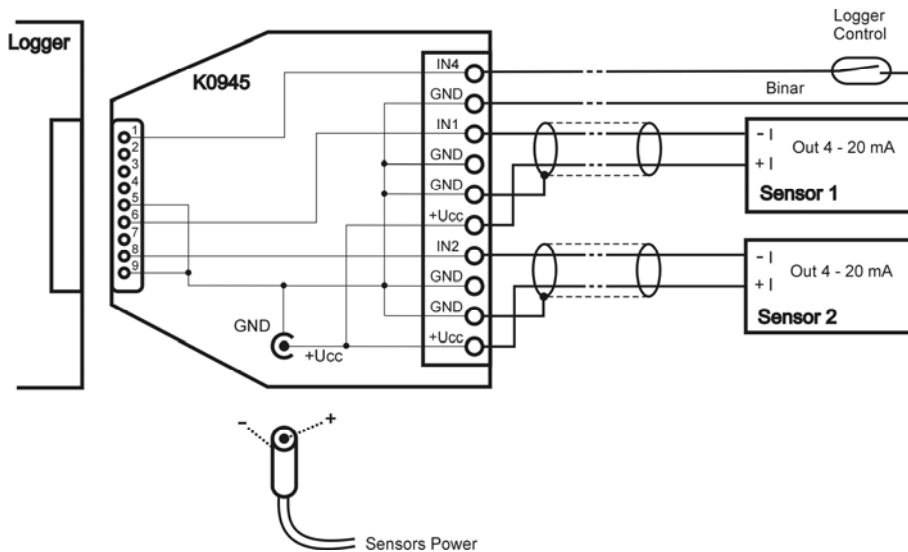 Logger
K0945
1
2
3
4
5
6
7
8
9
GND
+Ucc
IN4
GND
IN1
GND
GND
+Ucc
IN2
GND
GND
+Ucc
Logger
Control
Binar
- I
Out 4 - 20 mA
+ I
Sensor 1
- I
Out 4 - 20 mA
+ I
Sensor 2
- +
Sensors Power